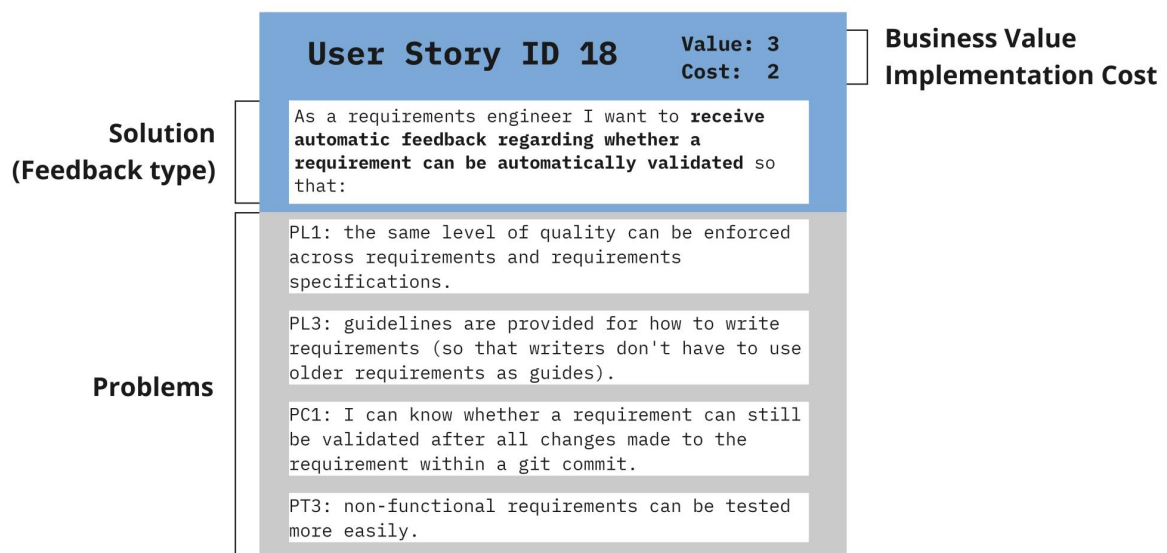 User Story ID 18
Value: 3
Cost: 2
Business Value
Implementation Cost
Solution
(Feedback type)
As a requirements engineer I want to receive
automatic feedback regarding whether a
requirement can be automatically validated so
that:
Problems
PL1: the same level of quality can be enforced
across requirements and requirements
specifications.
PL3: guidelines are provided for how to write
requirements (so that writers don't have to use
older requirements as guides).
PC1: I can know whether a requirement can still
be validated after all changes made to the
requirement within a git commit.
PT3: non-functional requirements can be tested
more easily.